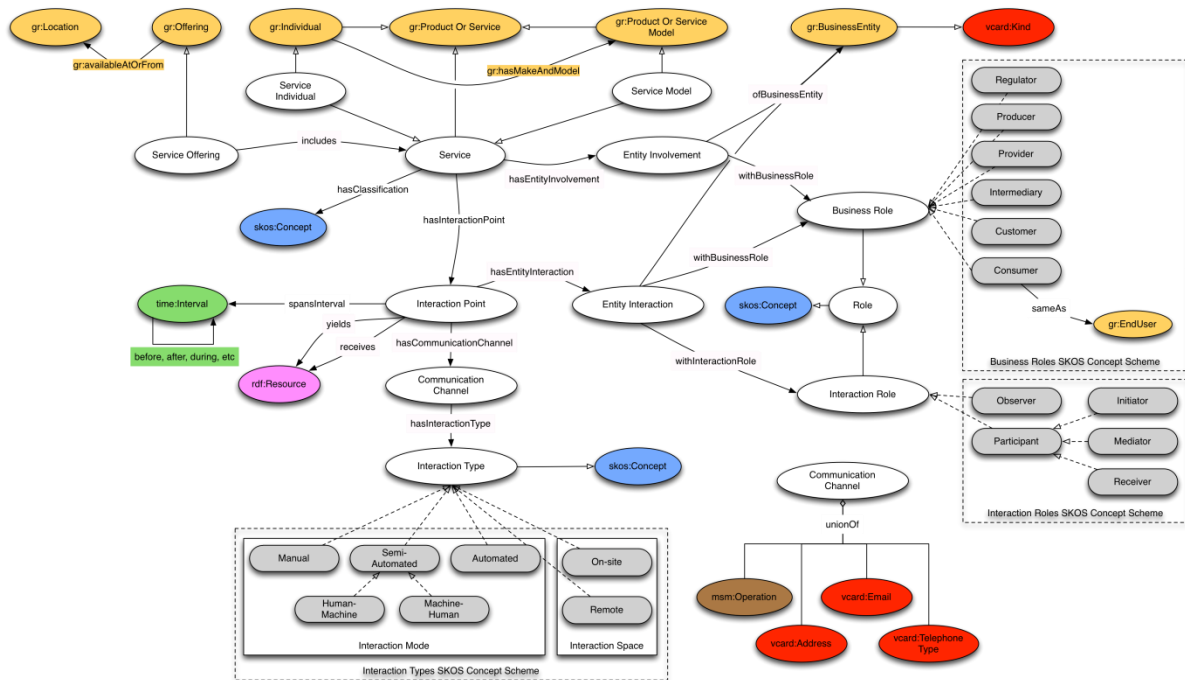 gr:Location
gr:Offering
gr:Individual
gr:Product Or Service
gr:Product Or Service
Model
gr:BusinessEntity
vcard:Kind
gr:availableAtOrFrom
gr:hasMakeAndModel
Service
Individual
Service Model
ofBusinessEntity
Regulator
Producer
Provider
Intermediary
Customer
Consumer
sameAs
gr:EndUser
Business Roles SKOS Concept Scheme
Service Offering
includes
Service
Entity Involvement
hasEntityInvolvement
withBusinessRole
hasClassification
skos:Concept
hasInteractionPoint
Business Role
withBusinessRole
hasEntityInteraction
time:Interval
spansInterval
Interaction Point
Entity Interaction
skos:Concept
Role
before, after, during, etc
yields
receives
hasCommunicationChannel
withInteractionRole
rdf:Resource
Communication
Channel
Interaction Role
Observer
Initiator
Participant
Mediator
Receiver
Interaction Roles SKOS Concept Scheme
hasInteractionType
Interaction Type
skos:Concept
Communication
Channel
unionOf
Manual
Semi-
Automated
Automated
On-site
Human-
Machine
Machine-
Human
Remote
Interaction Mode
Interaction Space
Interaction Types SKOS Concept Scheme
msm:Operation
vcard:Email
vcard:Address
vcard:Telephone
Type